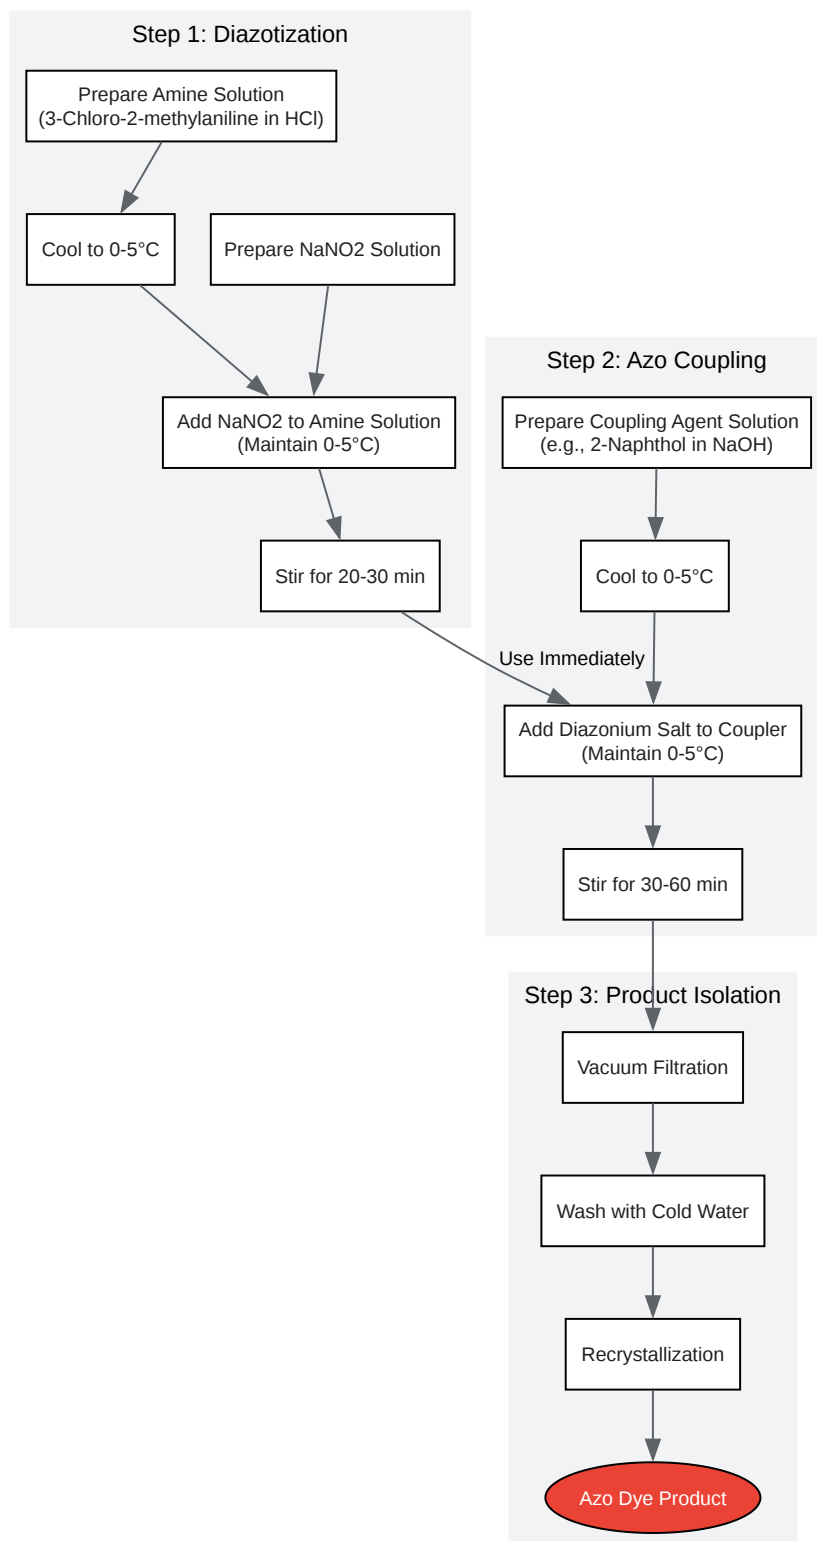 Step 1: Diazotization
Prepare Amine Solution
(3-Chloro-2-methylaniline in HCl)
Cool to 0-5°C
Prepare NaNO2 Solution
Add NaNO2 to Amine Solution
(Maintain 0-5°C)
Stir for 20-30 min
Step 2: Azo Coupling
Prepare Coupling Agent Solution
(e.g., 2-Naphthol in NaOH)
Cool to 0-5°C
Use Immediately
Add Diazonium Salt to Coupler
(Maintain 0-5°C)
Stir for 30-60 min
Step 3: Product Isolation
Vacuum Filtration
Wash with Cold Water
Recrystallization
Azo Dye Product